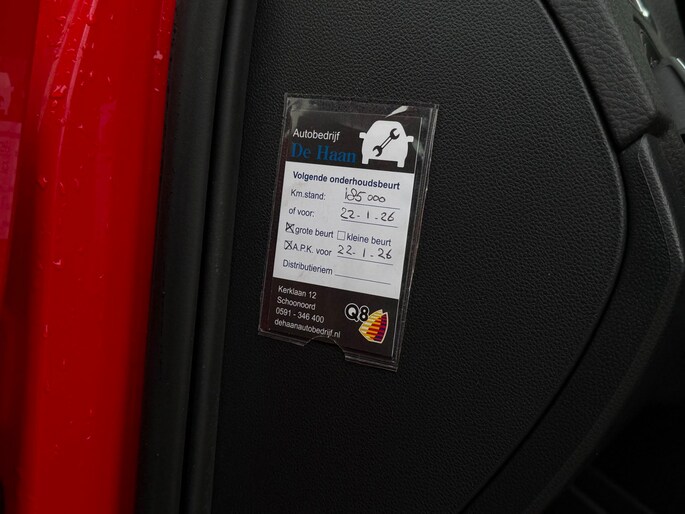 Autobedrijf
De Haan
Volgende onderhoudsbeurt
Km.stand: 185000
of voor: 22-1-26
grote beurt kleine beurt
A.P.K. voor 22-1-26
Distributieriem
Kerklaan 12
Schoonoord
0591 - 346 400
dehaanautobedrijf.nl
Q8